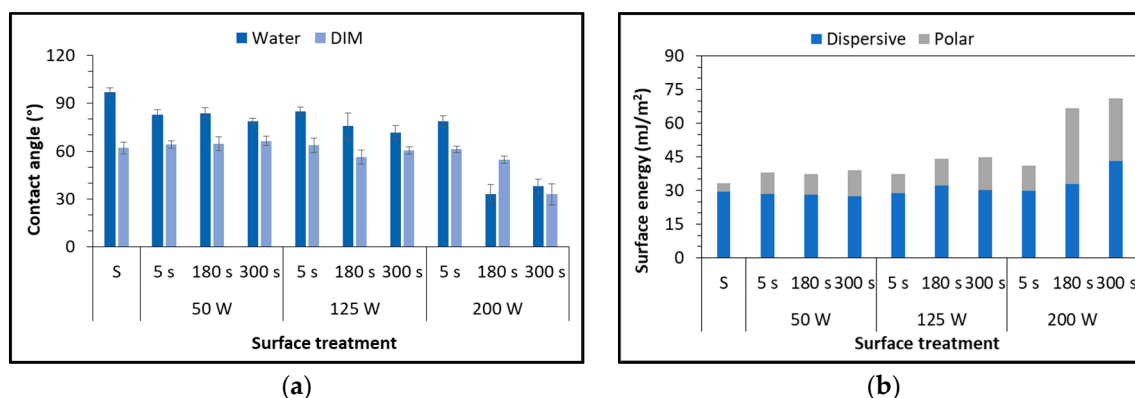 Water DIM
120
90
60
30
0
Contact angle (°)
S 5 s 180 s 300 s 5 s 180 s 300 s 5 s 180 s 300 s
50 W 125 W 200 W
Surface treatment
(a)
Dispersive Polar
90
75
60
45
30
15
0
Surface energy (mJ/m²)
S 5 s 180 s 300 s 5 s 180 s 300 s 5 s 180 s 300 s
50 W 125 W 200 W
Surface treatment
(b)